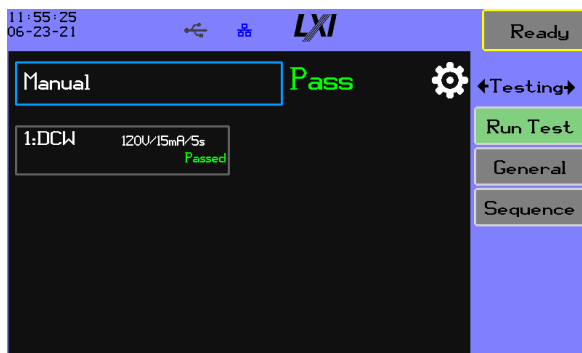 11:55:25
06-23-21
LXI
Ready
Manual
Pass
←Testing→
1:DCW 120V/15mA/5s
Passed
Run Test
General
Sequence